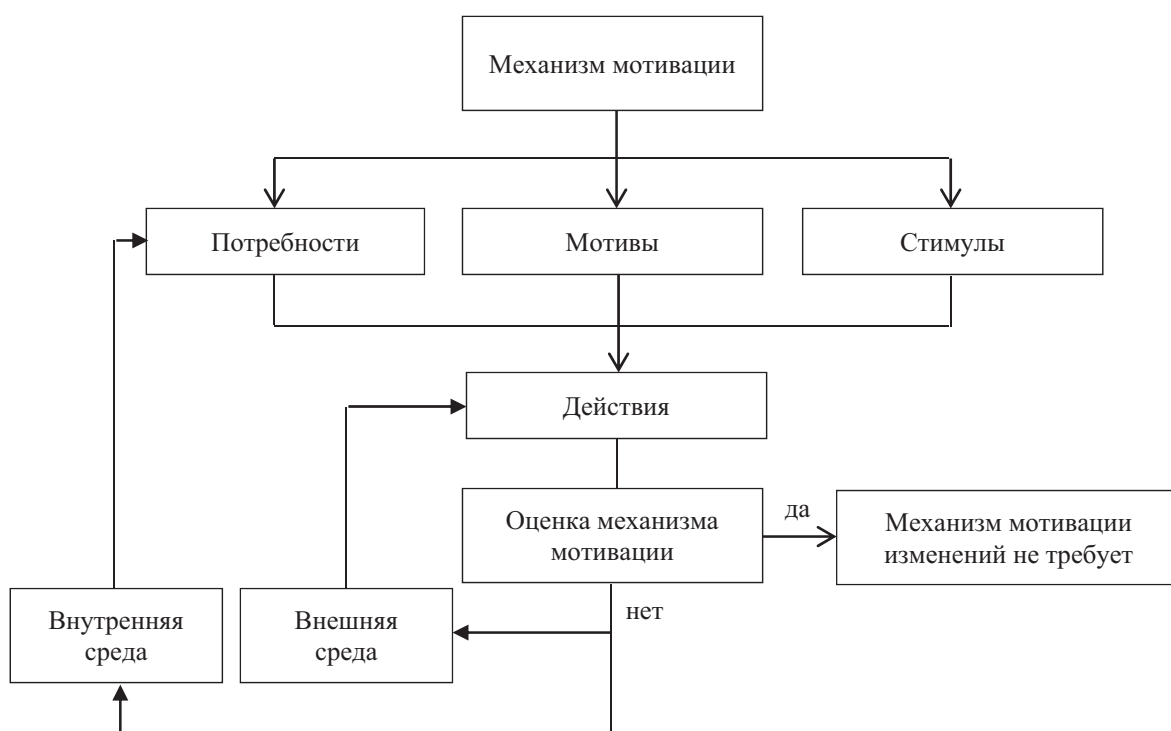 Механизм мотивации
Потребности
Мотивы
Стимулы
Действия
Оценка механизма
мотивации
да
Механизм мотивации
изменений не требует
нет
Внутренняя
среда
Внешняя
среда